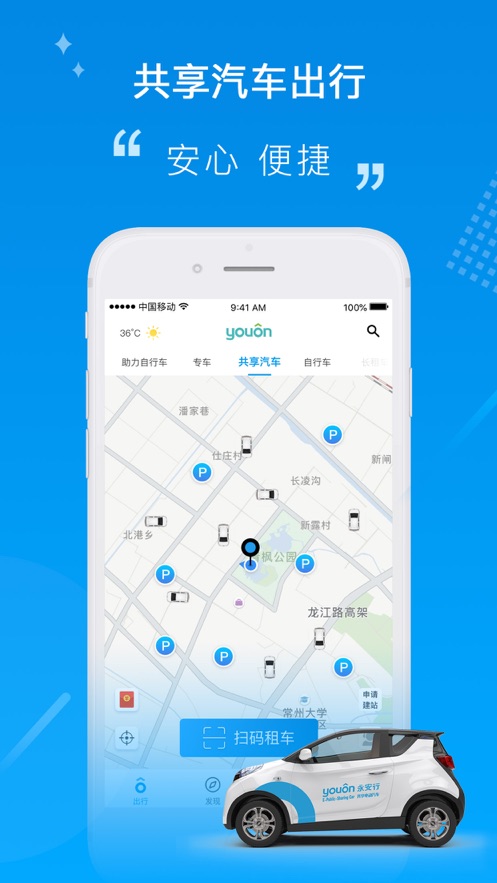 共享汽车出行
“ 安心 便捷 ”
中国移动 9:41 AM 100%
36°C youon
助力自行车 专车 共享汽车 自行车
潘家巷
仕庄村
新闸
长凌沟
北港乡
新露村
枫公园
龙江路高架
申请
建站
常州大学
区
扫码租车
出行 发现
youon 永安行